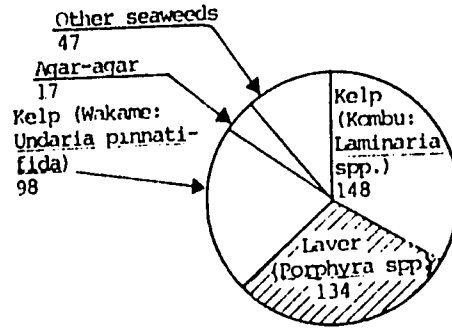 Other seaweeds
47
Agar-agar
17
Kelp (Wakame:
Undaria pinnati-
fida)
98
Kelp
(Kombu:
Laminaria
spp.)
148
Laver
(Porphyra spp)
134